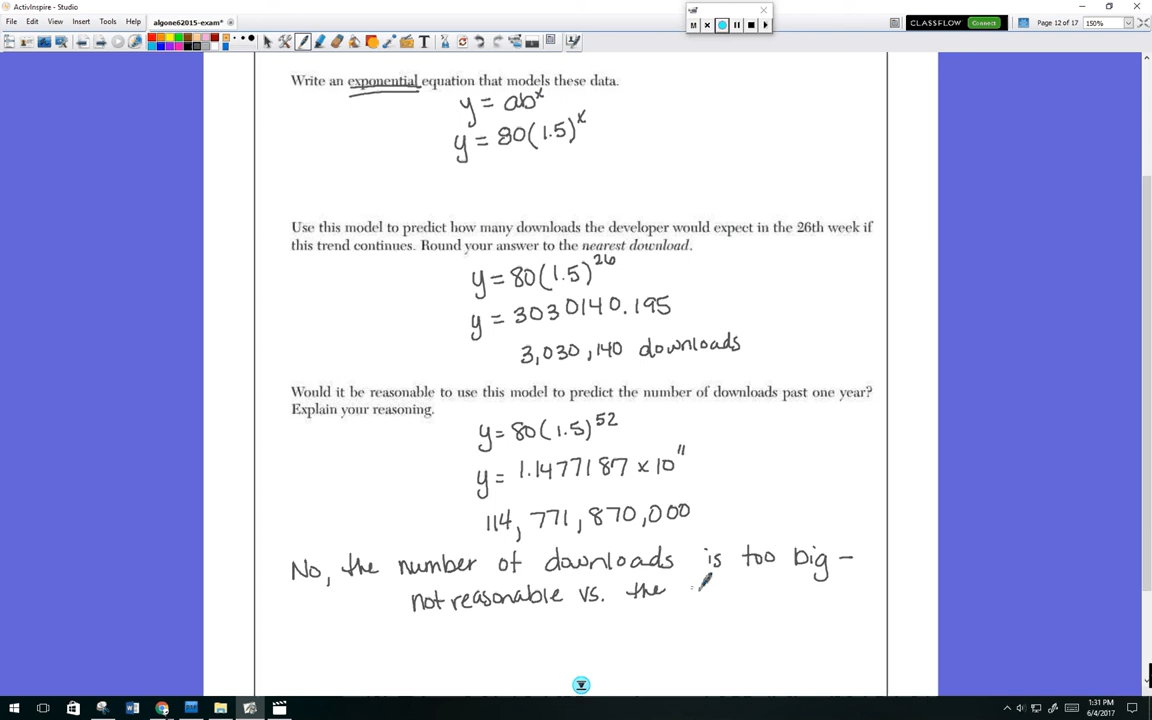 ActivInspire - Studio
File Edit View Insert Tools Help algone62015-exam*
CLASSFLOW Connect Page 12 of 17 150%
Write an exponential equation that models these data.
y = ab^x
y = 80(1.5)^x
Use this model to predict how many downloads the developer would expect in the 26th week if
this trend continues. Round your answer to the nearest download.
y = 80(1.5)^26
y = 3030140.195
3,030,140 downloads
Would it be reasonable to use this model to predict the number of downloads past one year?
Explain your reasoning.
y = 80(1.5)^52
y = 1.1477187 x 10^11
114,771,870,000
No, the number of downloads is too big -
not reasonable vs. the
1:31 PM
6/4/2017